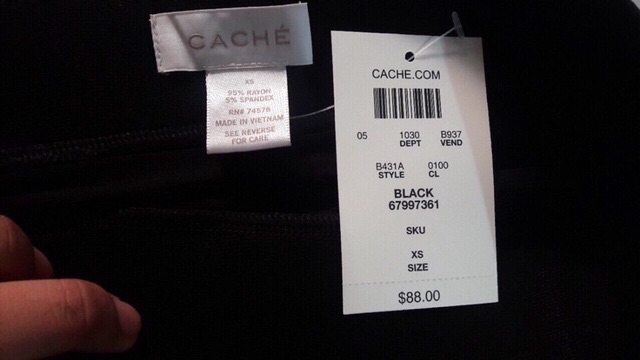 CACHÉ
XS
95% RAYON
5% SPANDEX
RN# 74578
MADE IN VIETNAM
SEE REVERSE
FOR CARE
CACHE.COM
05 1030 B937
DEPT VEND
B431A 0100
STYLE CL
BLACK
67997361
SKU
XS
SIZE
$88.00